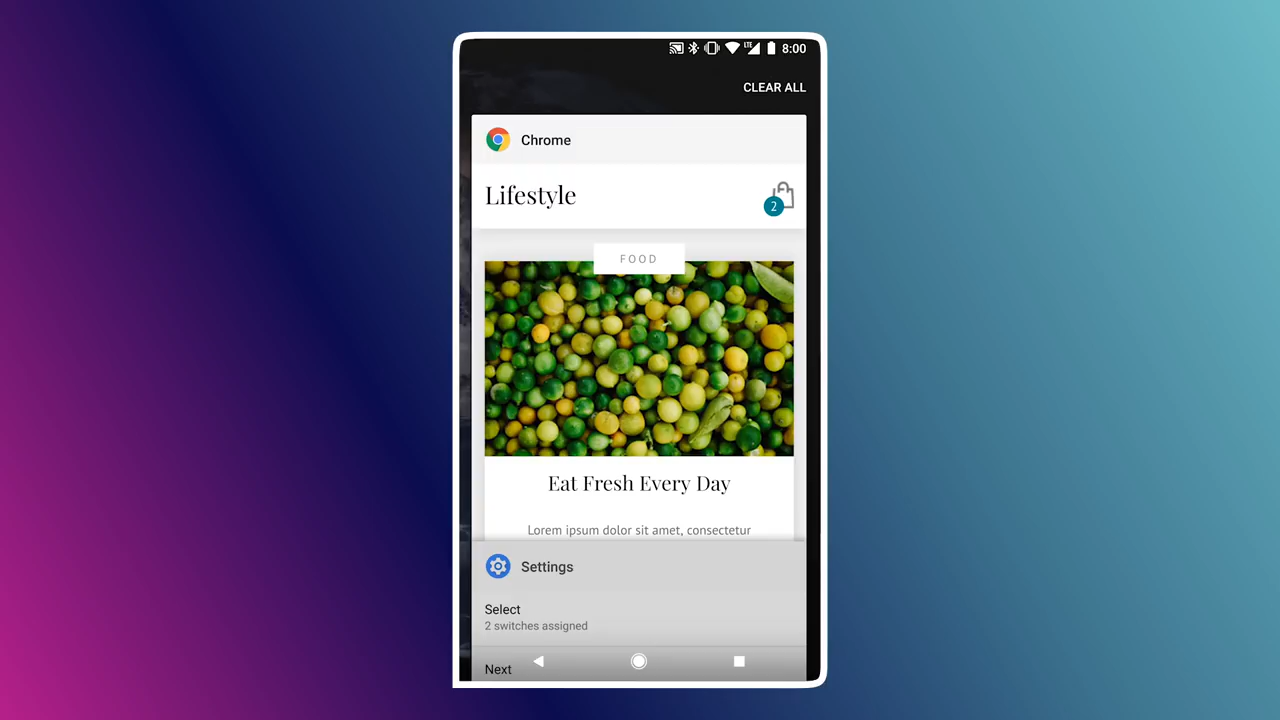 LTE 8:00
CLEAR ALL
Chrome
Lifestyle
2
FOOD
Eat Fresh Every Day
Lorem ipsum dolor sit amet, consectetur
Settings
Select
2 switches assigned
Next